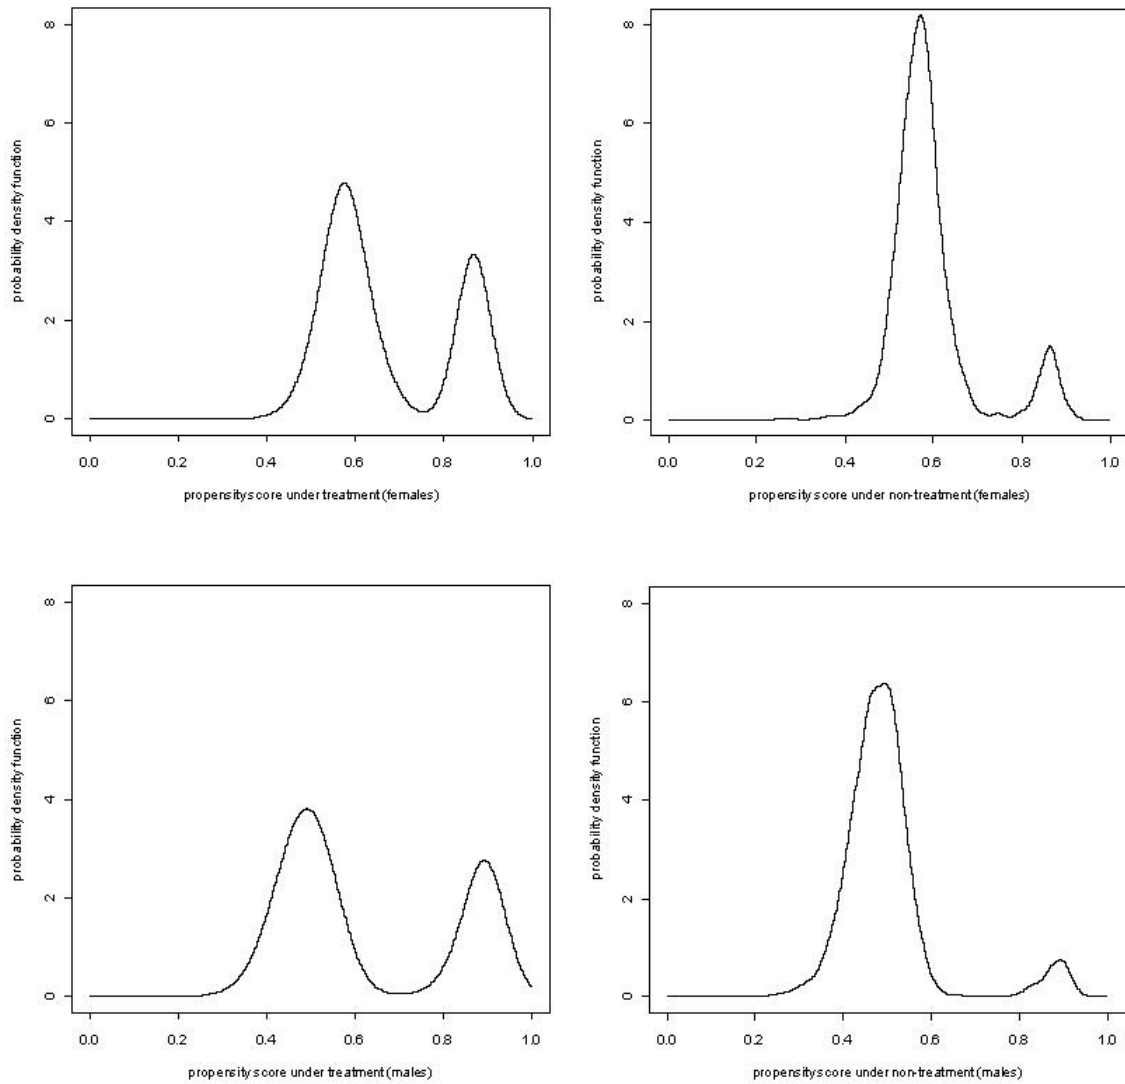 probability density function
8
6
4
2
0
0.0 0.2 0.4 0.6 0.8 1.0
propensity score under treatment (females)
probability density function
8
6
4
2
0
0.0 0.2 0.4 0.6 0.8 1.0
propensity score under non-treatment (females)
probability density function
8
6
4
2
0
0.0 0.2 0.4 0.6 0.8 1.0
propensity score under treatment (males)
probability density function
8
6
4
2
0
0.0 0.2 0.4 0.6 0.8 1.0
propensity score under non-treatment (males)